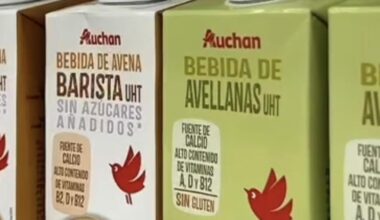 Auchan
BEBIDA DE AVENA
BARISTA UHT
SIN AZÚCARES
AÑADIDOS*
FUENTE DE
CALCIO
ALTO CONTENIDO
DE VITAMINAS
B2, D Y B12
Auchan
BEBIDA DE
AVELLANAS UHT
FUENTE DE
CALCIO
ALTO CONTENIDO
DE VITAMINAS
A, D Y B12
SIN GLUTEN